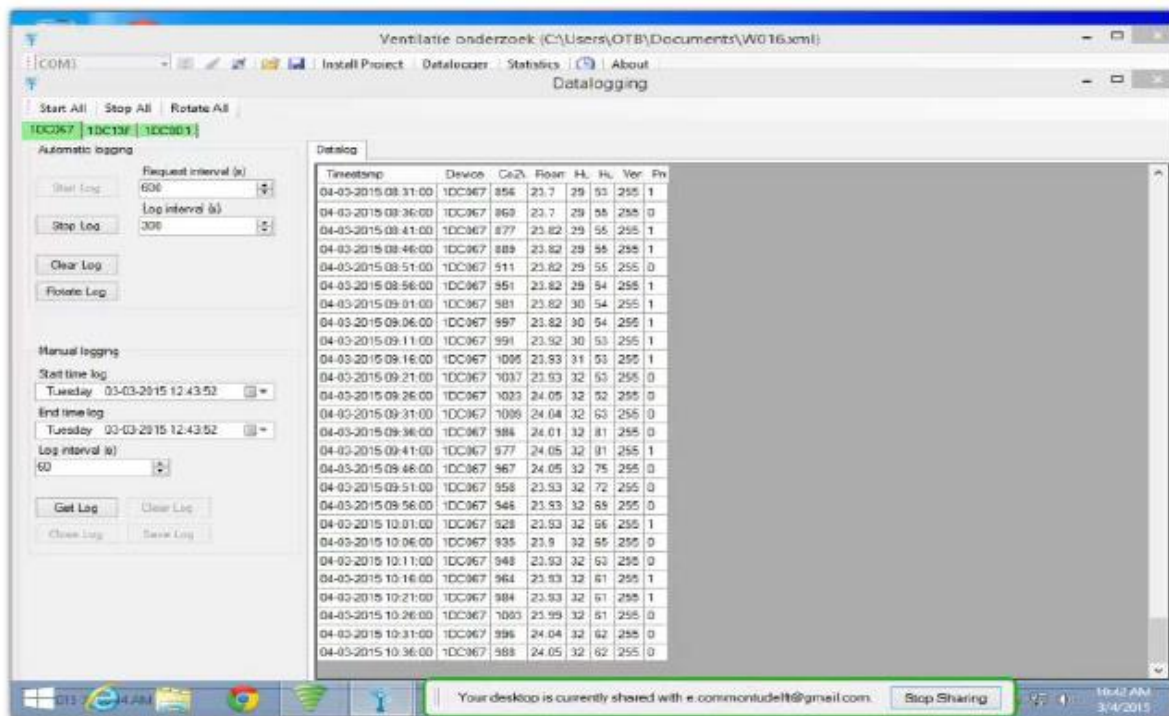 Ventilatie onderzoek (C:\Users\OTB\Documents\W016.xml)
COM3 Install Project Datalogger Statistics About
Datalogging
Start All Stop All Rotate All
1DC067 1DC13F
Automatic logging
Request interval (s)
Start Log 600
Log interval (s)
Stop Log 300
Clear Log
Rotate Log
Manual logging
Start time log
Tuesday 03-03-2015 12:43:52
End time log
Tuesday 03-03-2015 12:43:52
Log interval (s)
60
Get Log Clear Log
Close Log Save Log
Datalog
Timestamp Device
04-03-2015 08:31:00 1DC067 856 23.7 29 53 255 1
04-03-2015 08:36:00 1DC067 23.7 29 55 255 0
04-03-2015 08:41:00 1DC067 877 23.82 29 55 255 1
04-03-2015 08:46:00 1DC067 889 23.82 29 55 255 1
04-03-2015 08:51:00 1DC067 911 23.82 29 55 255 0
04-03-2015 08:56:00 1DC067 951 23.82 29 54 255 1
04-03-2015 09:01:00 1DC067 981 23.82 30 54 255 1
04-03-2015 09:06:00 1DC067 997 23.82 30 54 255 1
04-03-2015 09:11:00 1DC067 991 23.92 30 53 255 1
04-03-2015 09:16:00 1DC067 23.93 31 53 255 1
04-03-2015 09:21:00 1DC067 1037 23.93 32 53 255 0
04-03-2015 09:26:00 1DC067 1023 24.05 32 52 255 0
04-03-2015 09:31:00 1DC067 24.04 32 63 255 0
04-03-2015 09:36:00 1DC067 986 24.01 32 81 255 0
04-03-2015 09:41:00 1DC067 977 24.05 32 81 255 1
04-03-2015 09:46:00 1DC067 967 24.05 32 75 255 0
04-03-2015 09:51:00 1DC067 958 23.93 32 72 255 0
04-03-2015 09:56:00 1DC067 946 23.93 32 69 255 0
04-03-2015 10:01:00 1DC067 928 23.93 32 66 255 1
04-03-2015 10:06:00 1DC067 935 23.9 32 65 255 0
04-03-2015 10:11:00 1DC067 948 23.93 32 63 255 0
04-03-2015 10:16:00 1DC067 964 23.93 32 61 255 1
04-03-2015 10:21:00 1DC067 984 23.93 32 61 255 1
04-03-2015 10:26:00 1DC067 1003 23.99 32 61 255 0
04-03-2015 10:31:00 1DC067 996 24.04 32 62 255 0
04-03-2015 10:36:00 1DC067 988 24.05 32 62 255 0
Your desktop is currently shared with e.commontudelft@gmail.com. Stop Sharing
10:42 AM
3/4/2015